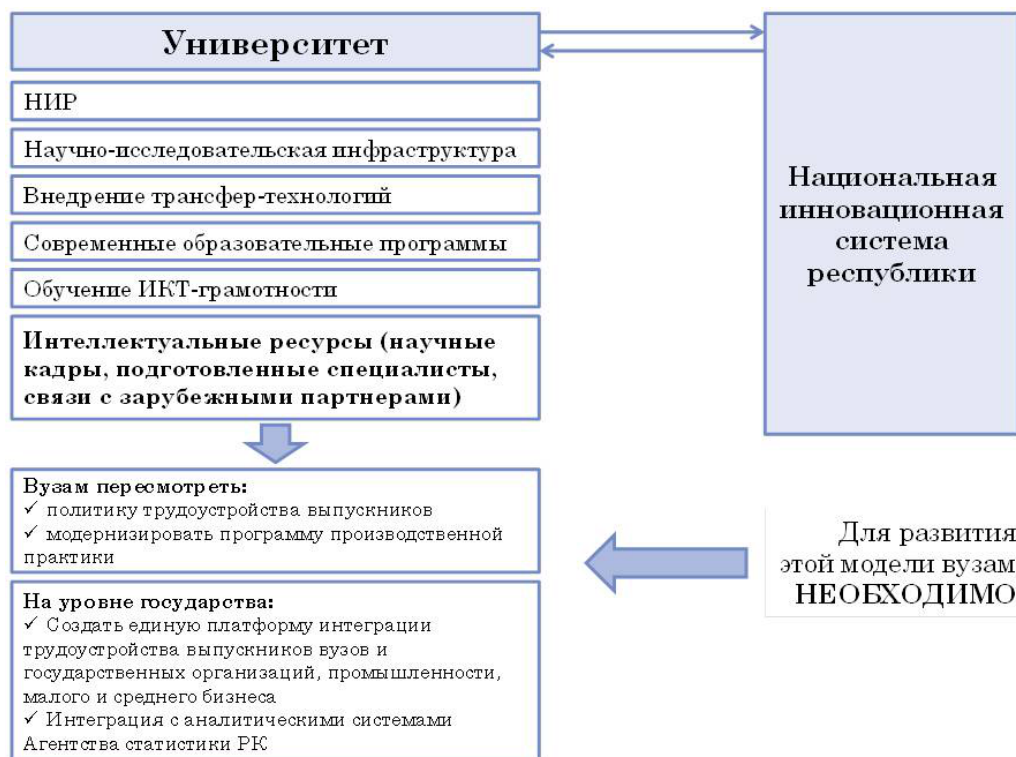 Университет
НИР
Научно-исследовательская инфраструктура
Внедрение трансфер-технологий
Современные образовательные программы
Обучение ИКТ-грамотности
Интеллектуальные ресурсы (научные
кадры, подготовленные специалисты,
связи с зарубежными партнерами)
Национальная
инновационная
система
республики
Вузам пересмотреть:
✓ политику трудоустройства выпускников
✓ модернизировать программу производственной
практики
Для развития
этой модели вузам
НЕОБХОДИМО
На уровне государства:
✓ Создать единую платформу интеграции
трудоустройства выпускников вузов и
государственных организаций, промышленности,
малого и среднего бизнеса
✓ Интеграция с аналитическими системами
Агентства статистики РК